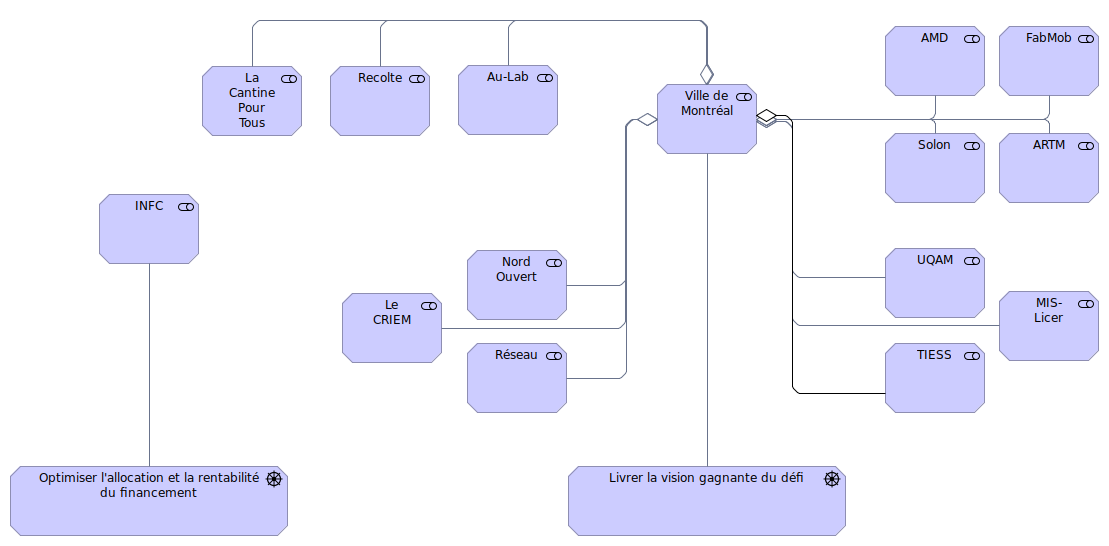 AMD
FabMob
La
Cantine
Pour
Tous
Recolte
Au-Lab
Ville de
Montréal
Solon
ARTM
INFC
Nord
Ouvert
UQAM
Le
CRIEM
MIS-
Licer
Réseau
TIESS
Optimiser l'allocation et la rentabilité
du financement
Livrer la vision gagnante du défi